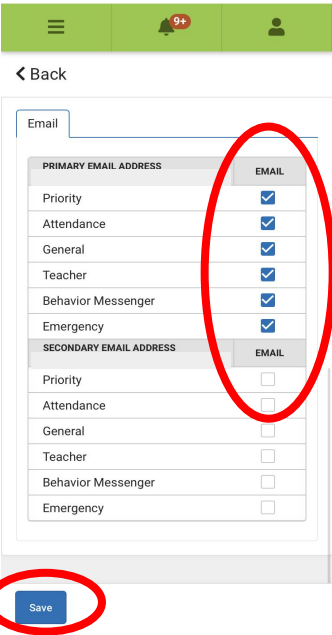 9+
Back
Email
PRIMARY EMAIL ADDRESS EMAIL
Priority
Attendance
General
Teacher
Behavior Messenger
Emergency
SECONDARY EMAIL ADDRESS EMAIL
Priority
Attendance
General
Teacher
Behavior Messenger
Emergency
Save